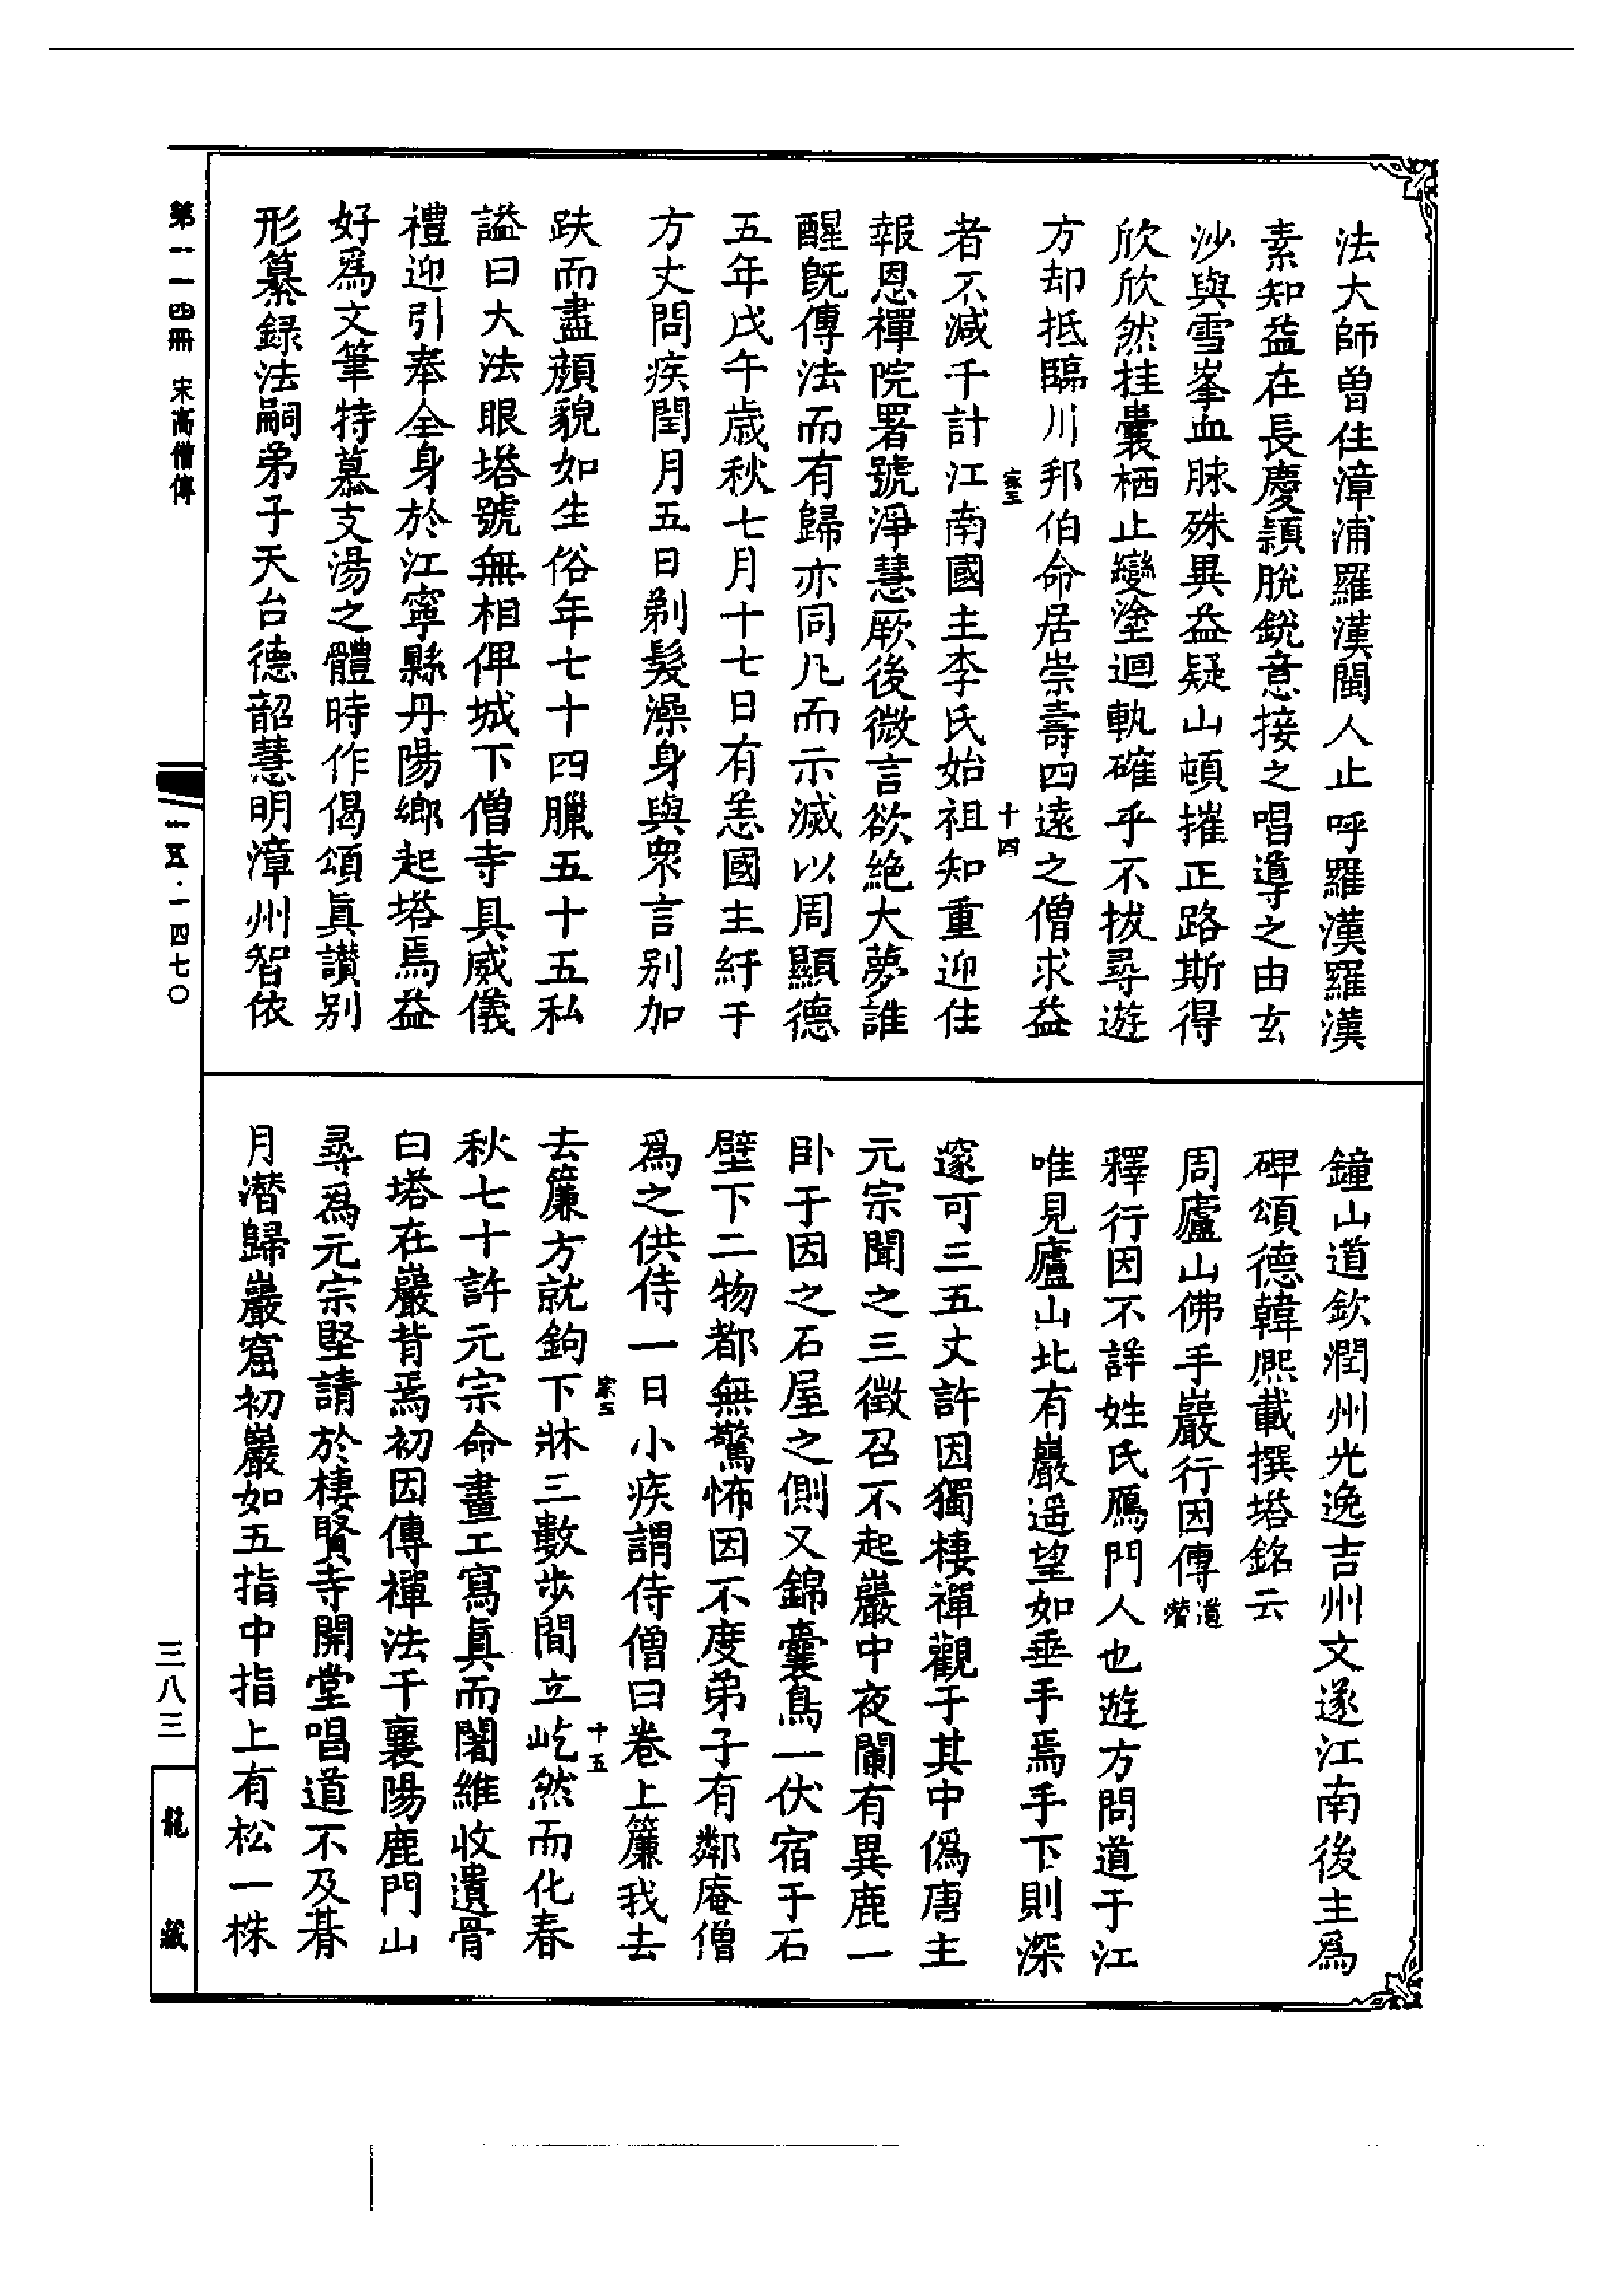 法大師曽住漳浦羅漢閩人止呼羅漢羅漢
素知益在長慶頴脫銳意接之唱導之由玄
沙與雪峯血脉殊異益疑山頓摧正路斯得
欣欣然挂囊栖止變塗迴軌確乎不拔尋遊
方却抵臨川邦伯命居崇壽四遠之僧求益
家五
十四
者不減千計江南國主李氏始祖知重迎住
報恩禪院署號淨慧厥後微言欲絶大夢誰
醒旣傳法而有歸亦同凡而示滅以周顯德
五年戊午歳秋七月十七日有恙國主紆于
方丈問疾閏月五日剃髮澡身與衆言别加
趺而盡顔貌如生俗年七十四臘五十五私
謚曰大法眼塔號無相俾城下僧寺具威儀
禮迎引奉全身於江寧縣丹陽鄉起塔焉益
好爲文筆特慕支湯之體時作偈頌眞讃别
形纂録法嗣弟子天台德韶慧明漳州智依
鐘山道欽潤州光逸吉州文遂江南後主爲
碑頌德韓熈載撰塔銘云
周廬山佛手巖行因傳道潛
釋行因不詳姓氏鴈門人也遊方問道于江
唯見廬山北有巖遥望如垂手焉手下則深
邃可三五丈許因獨棲禪觀于其中僞唐主
元宗聞之三徵召不起巖中夜闌有異鹿一
卧于因之石屋之側又錦囊鳥一伏宿于石
壁下二物都無驚怖因不度弟子有鄰庵僧
爲之供侍一日小疾謂侍僧曰卷上簾我去
家五
十五
去簾方就鉤下牀三數步間立屹然而化春
秋七十許元宗命畫工寫眞而闍維收遺骨
白塔在巖背焉初因傳禪法于襄陽鹿門山
尋爲元宗堅請於棲賢寺開堂唱道不及朞
月潛歸巖窟初巖如五指中指上有松一株
第一一四冊 宋高僧傳
一五·一四七〇
三八三
龍藏